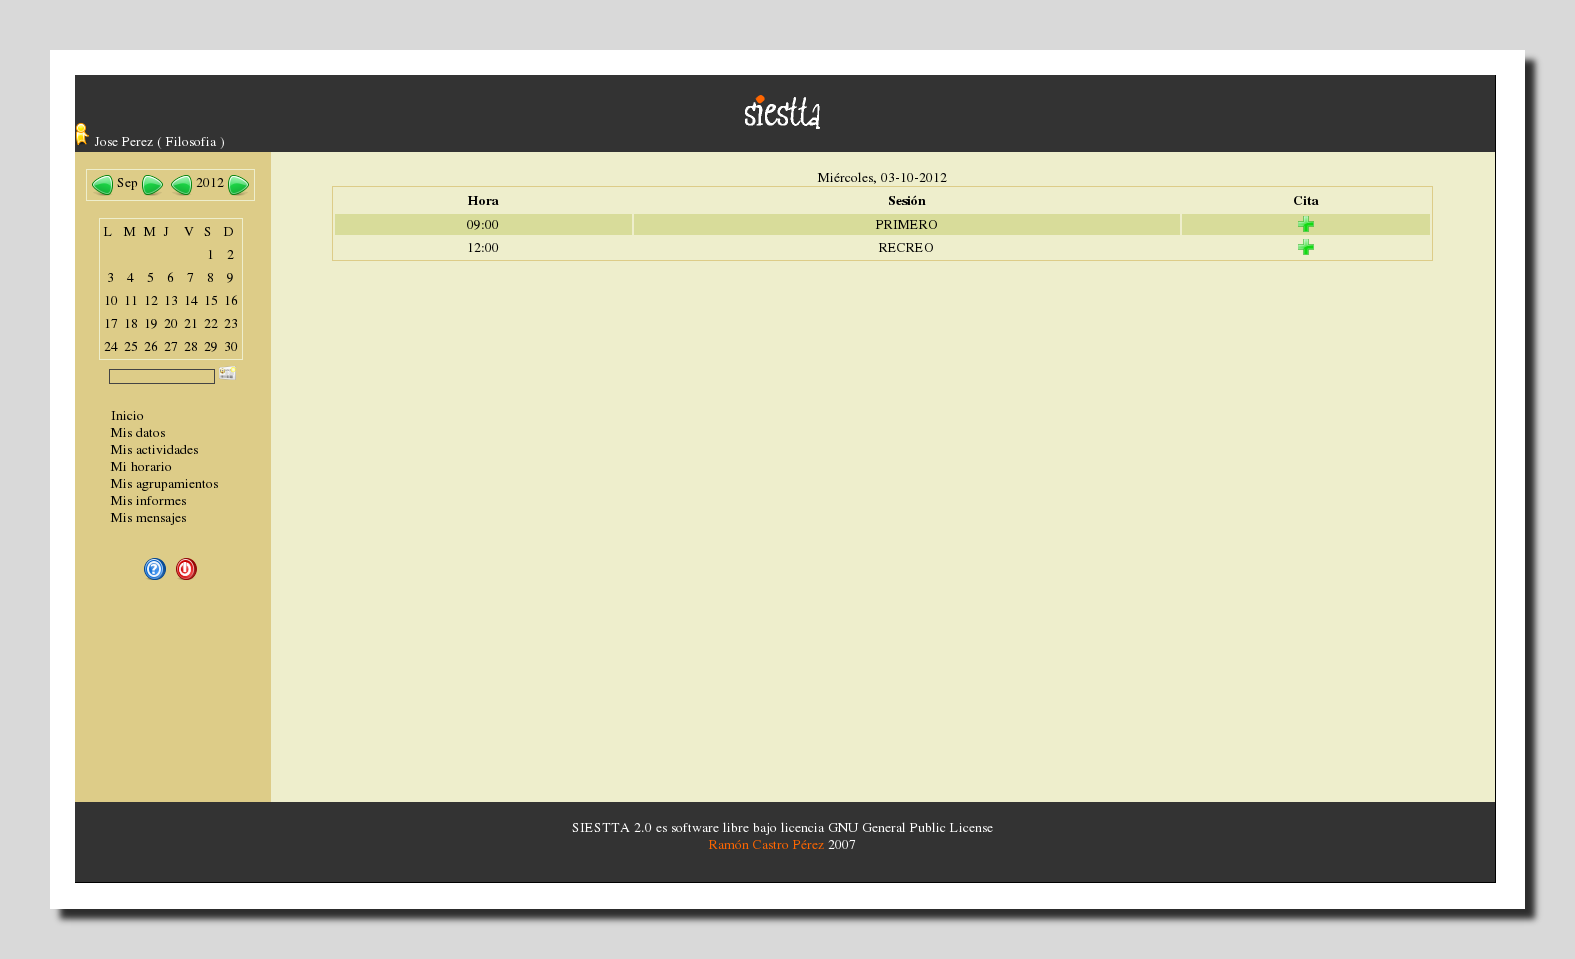 siestta
Jose Perez ( Filosofia )
Sep 2012
L M M J V S D
1 2
3 4 5 6 7 8 9
10 11 12 13 14 15 16
17 18 19 20 21 22 23
24 25 26 27 28 29 30
Inicio
Mis datos
Mis actividades
Mi horario
Mis agrupamientos
Mis informes
Mis mensajes
Miércoles, 03-10-2012
Hora Sesión Cita
09:00 PRIMERO
12:00 RECREO
SIESTTA 2.0 es software libre bajo licencia GNU General Public License
Ramón Castro Pérez 2007